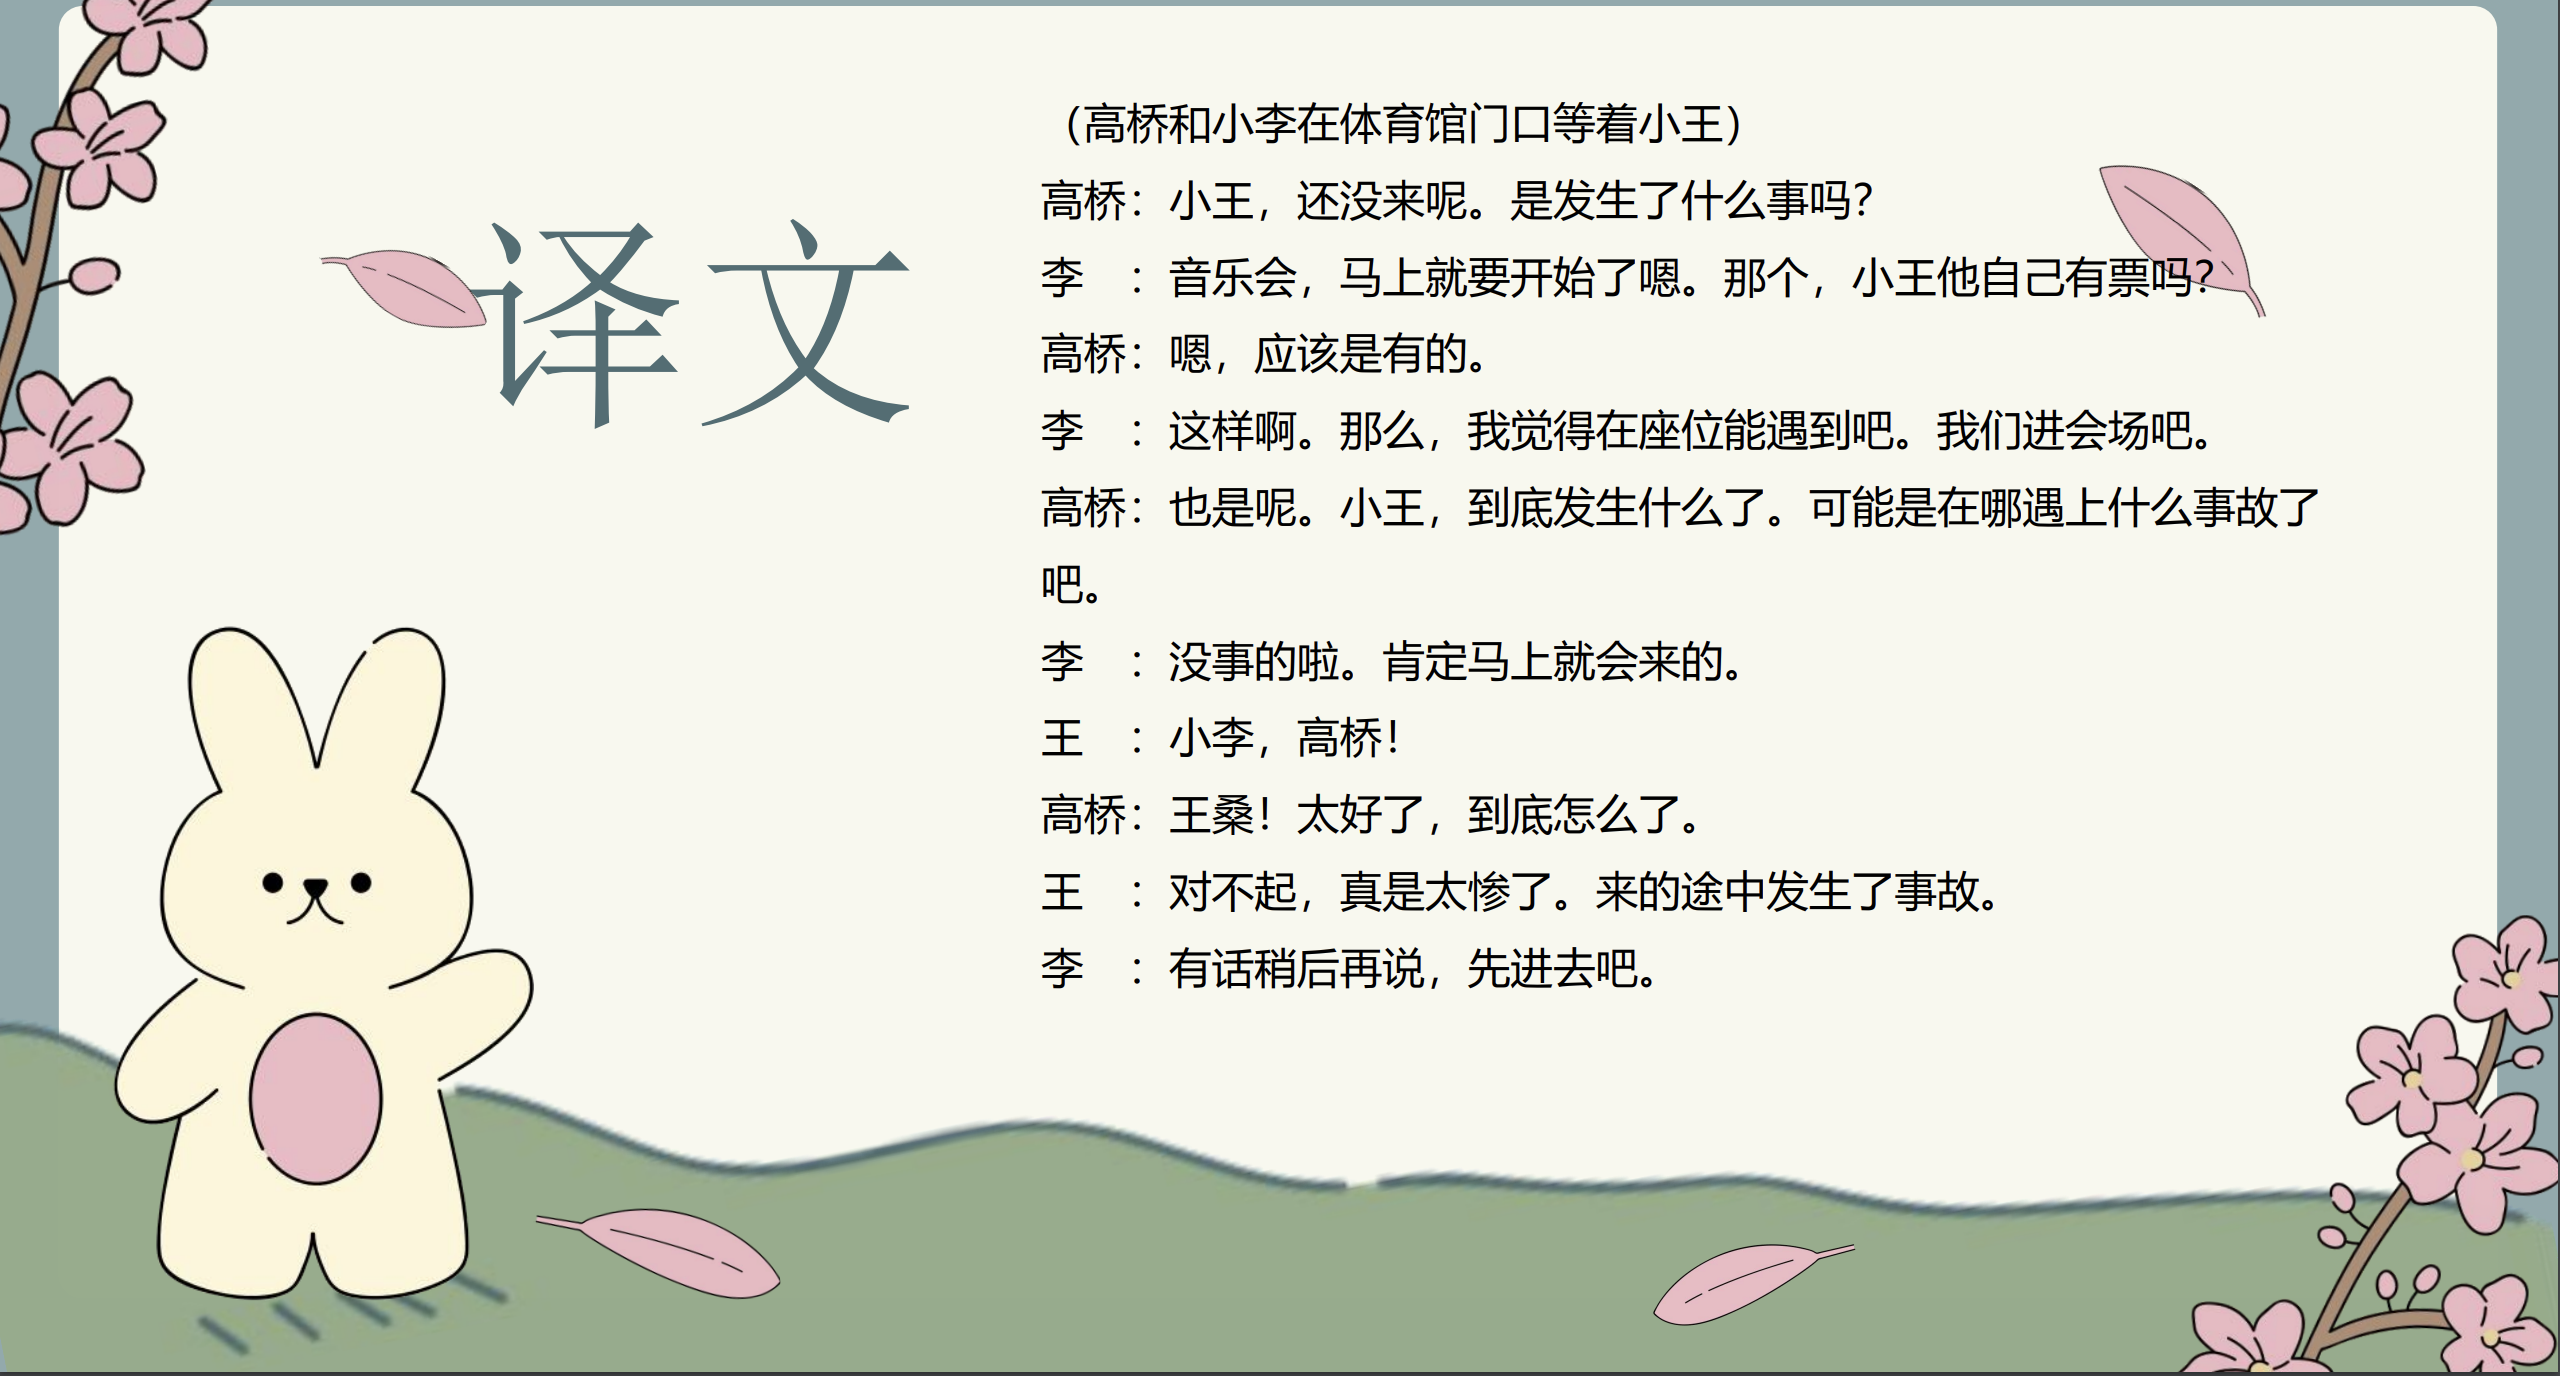 译文
（高桥和小李在体育馆门口等着小王）
高桥：小王，还没来呢。是发生了什么事吗？
李　：音乐会，马上就要开始了嗯。那个，小王他自己有票吗？
高桥：嗯，应该是有的。
李　：这样啊。那么，我觉得在座位能遇到吧。我们进会场吧。
高桥：也是呢。小王，到底发生什么了。可能是在哪遇上什么事故了
吧。
李　：没事的啦。肯定马上就会来的。
王　：小李，高桥！
高桥：王桑！太好了，到底怎么了。
王　：对不起，真是太惨了。来的途中发生了事故。
李　：有话稍后再说，先进去吧。